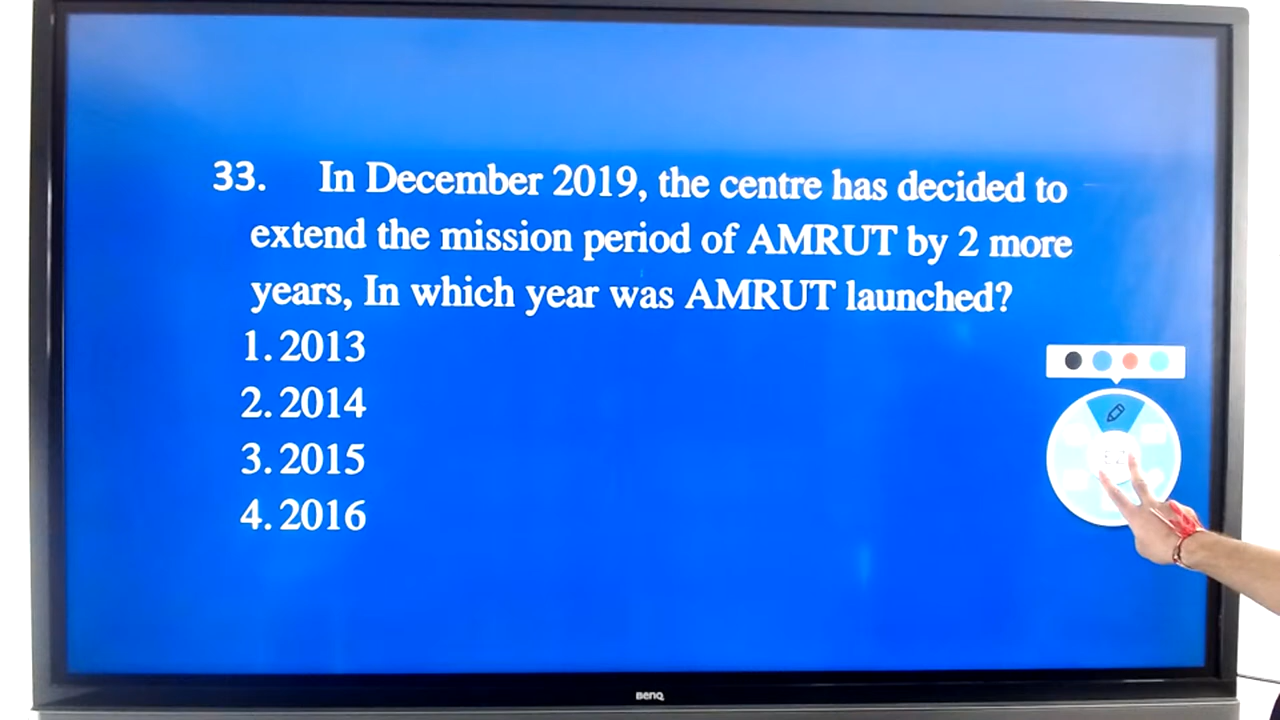 33. In December 2019, the centre has decided to
extend the mission period of AMRUT by 2 more
years, In which year was AMRUT launched?
1. 2013
2. 2014
3. 2015
4. 2016
BenQ